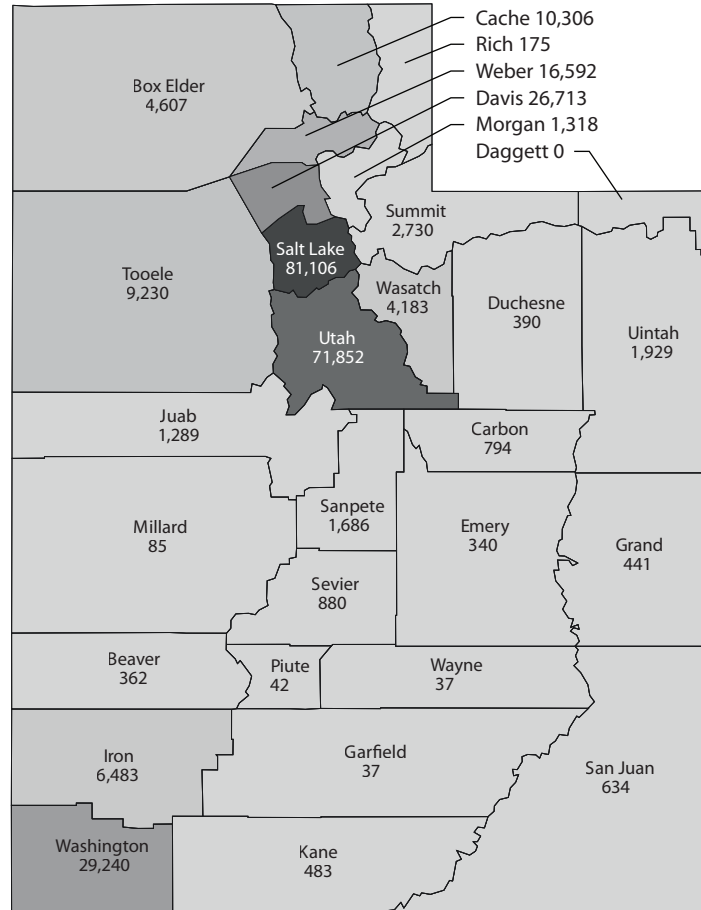 Cache 10,306
Rich 175
Weber 16,592
Davis 26,713
Morgan 1,318
Daggett 0
Box Elder
4,607
Summit
2,730
Salt Lake
81,106
Tooele
9,230
Wasatch
4,183
Duchesne
390
Uintah
1,929
Utah
71,852
Juab
1,289
Carbon
794
Sanpete
1,686
Millard
85
Emery
340
Grand
441
Sevier
880
Beaver
362
Piute
42
Wayne
37
Iron
6,483
Garfield
37
San Juan
634
Washington
29,240
Kane
483